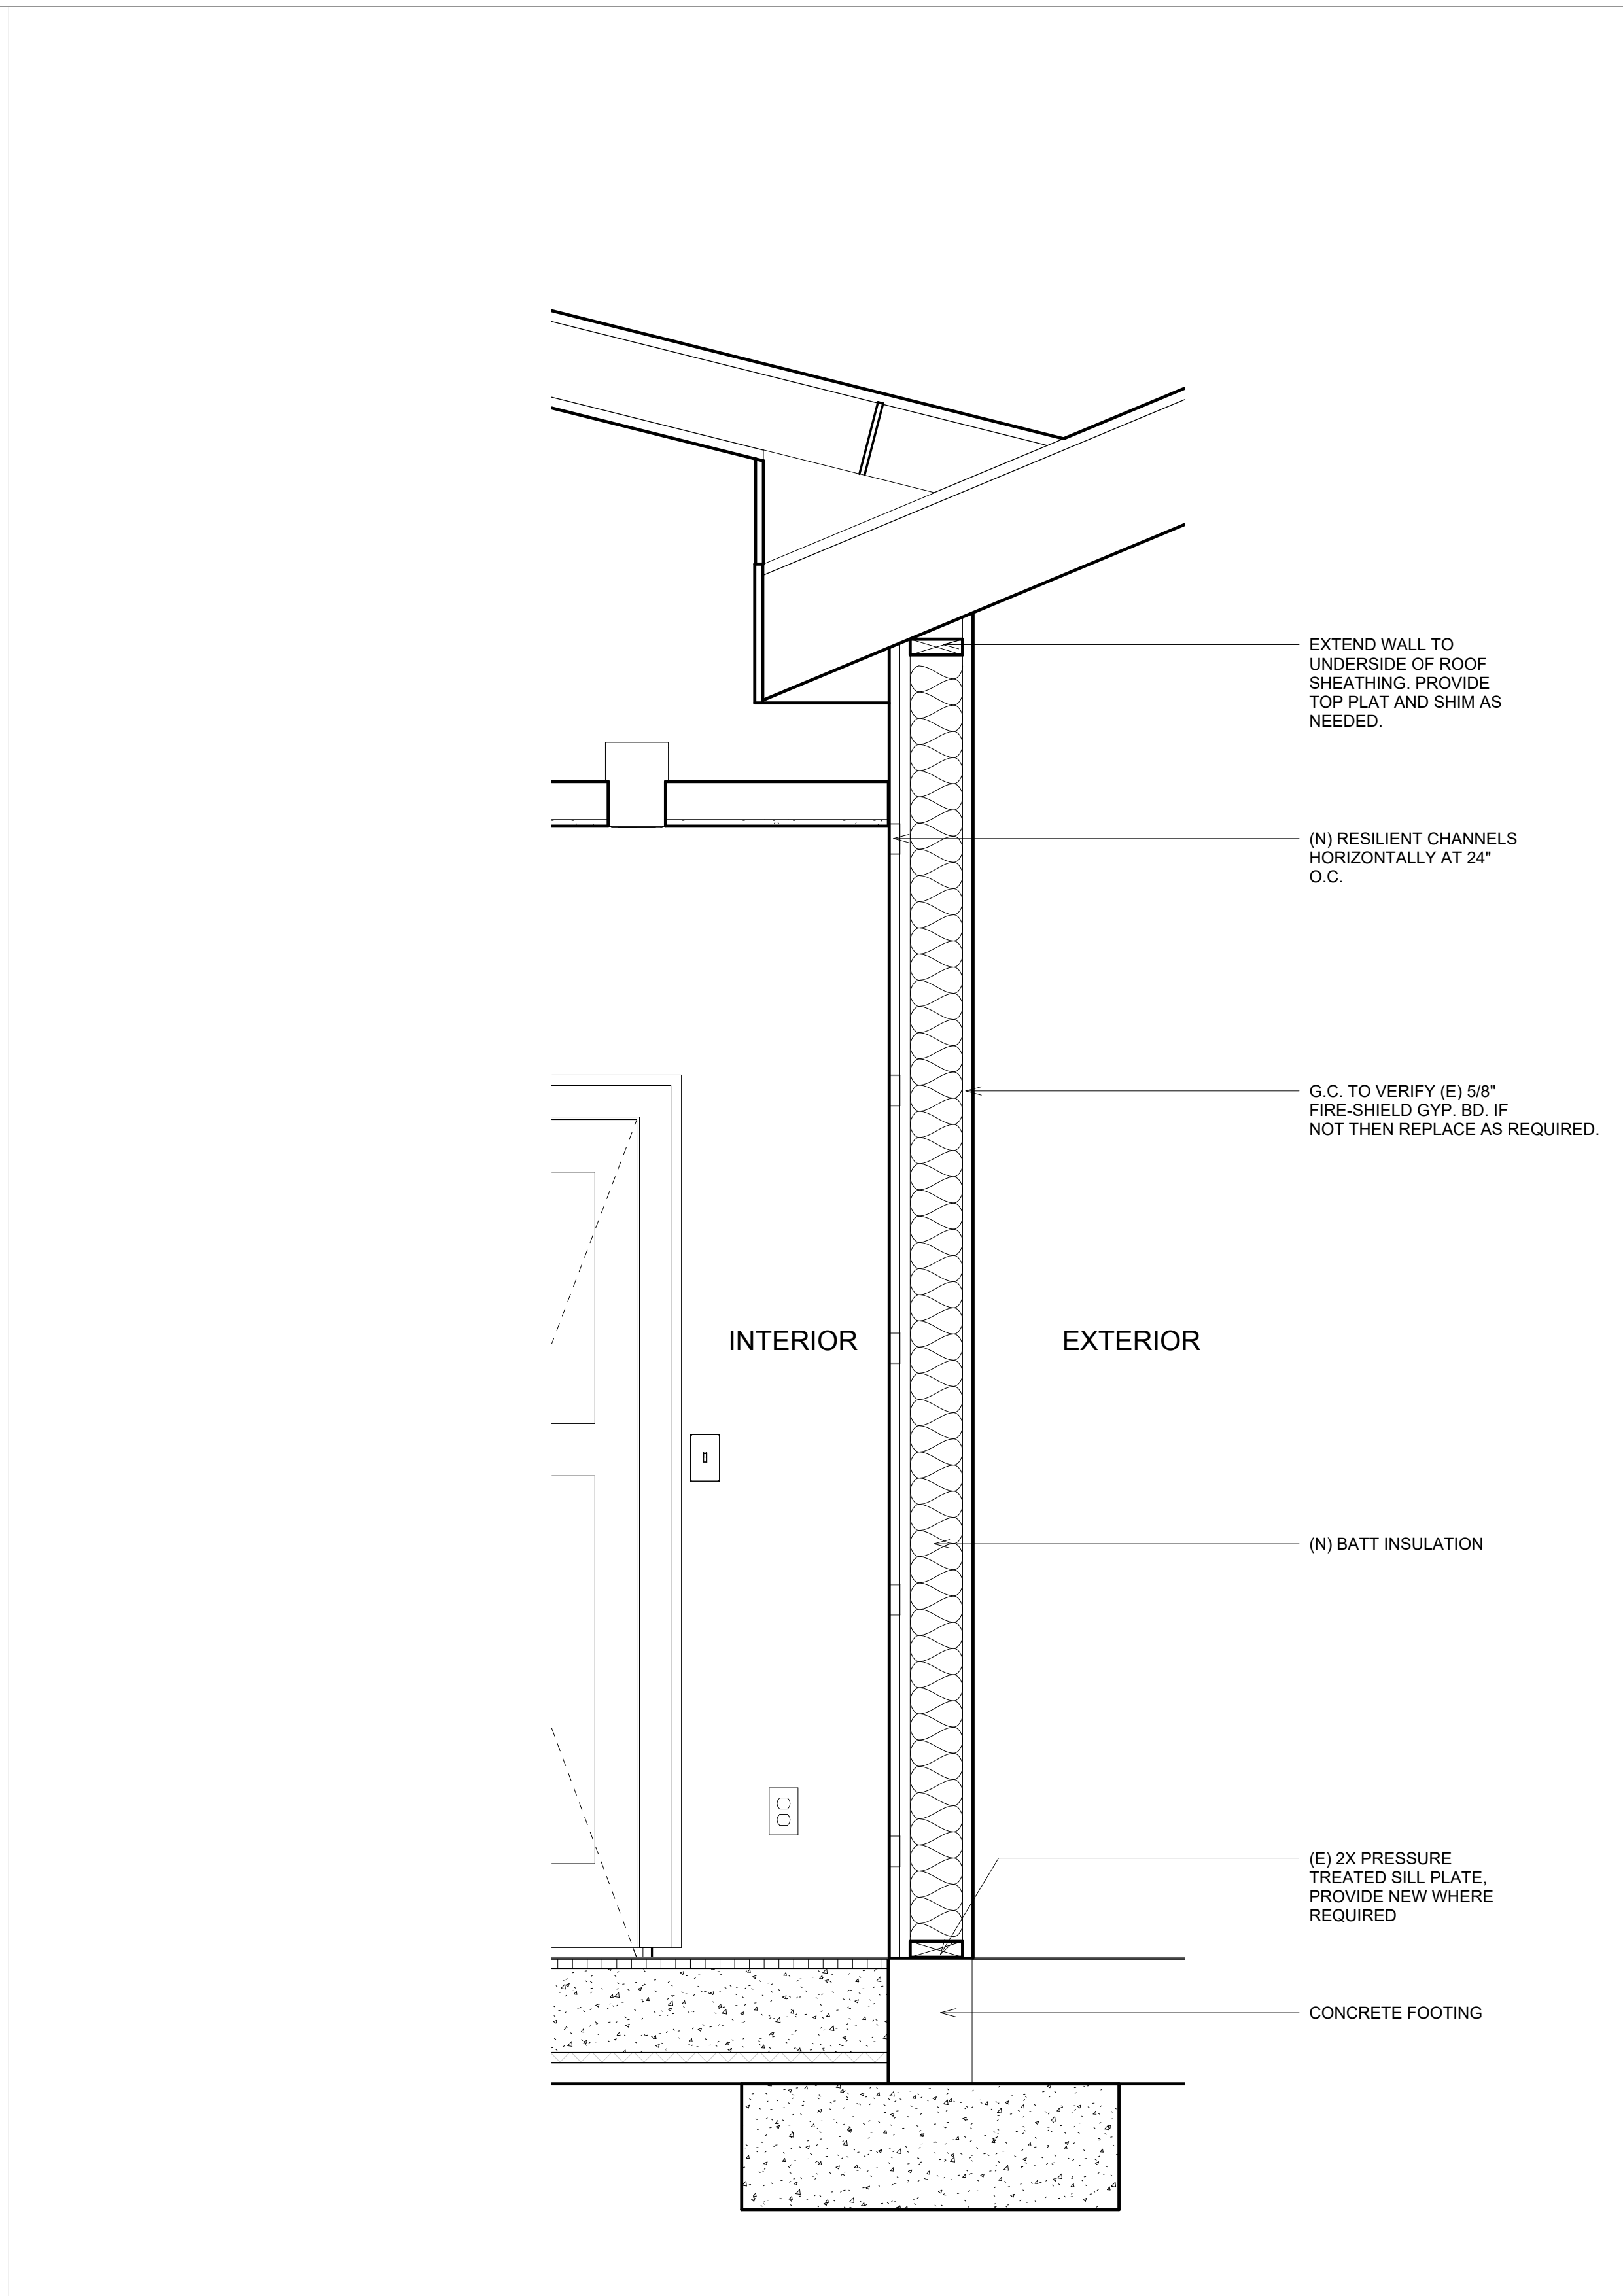 EXTEND WALL TO
UNDERSIDE OF ROOF
SHEATHING. PROVIDE
TOP PLAT AND SHIM AS
NEEDED.
(N) RESILIENT CHANNELS
HORIZONTALLY AT 24"
O.C.
G.C. TO VERIFY (E) 5/8"
FIRE-SHIELD GYP. BD. IF
NOT THEN REPLACE AS REQUIRED.
INTERIOR
EXTERIOR
(N) BATT INSULATION
(E) 2X PRESSURE
TREATED SILL PLATE,
PROVIDE NEW WHERE
REQUIRED
CONCRETE FOOTING